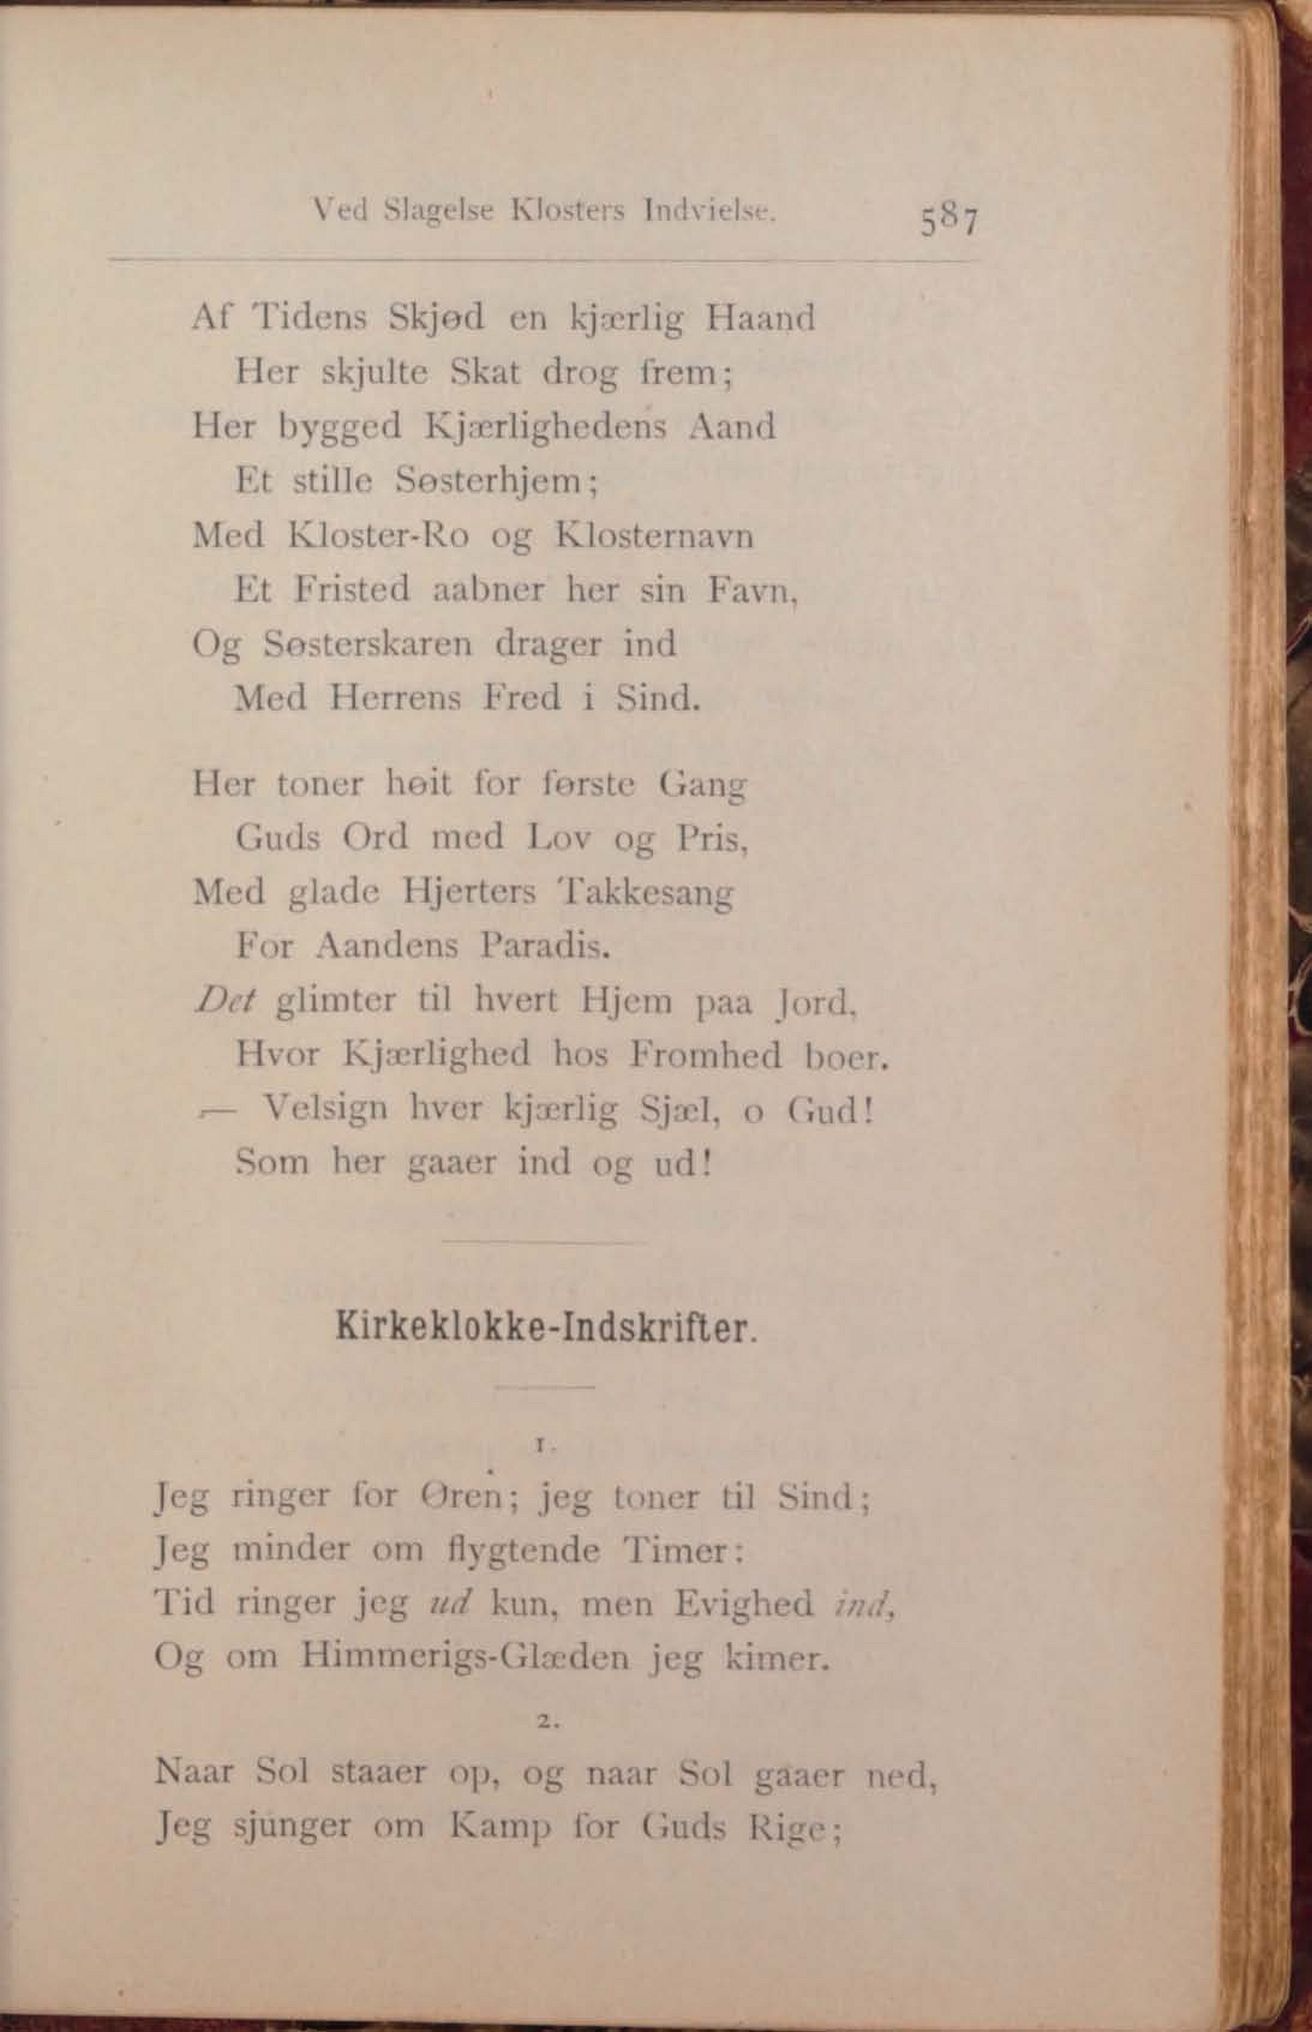 Ved Slagelse Klosters Indvielse. 587
Af Tidens Skjød en kjærlig Haand
Her skjulte Skat drog frem;
Her bygged Kjærlighedens Aand
Et stille Søsterhjem;
Med Kloster-Ro og Klosternavn
Et Fristed aabner her sin Favn,
Og Søsterskaren drager ind
Med Herrens Fred i Sind.
Her toner høit for første Gang
Guds Ord med Lov og Pris,
Med glade Hjerters Takkesang
For Aandens Paradis.
Det glimter til hvert Hjem paa Jord,
Hvor Kjærlighed hos Fromhed boer.
— Velsign hver kjærlig Sjæl, o Gud!
Som her gaaer ind og ud!
Kirkeklokke-Indskrifter.
1.
Jeg ringer for Øren; jeg toner til Sind;
Jeg minder om flygtende Timer:
Tid ringer jeg ud kun, men Evighed ind,
Og om Himmerigs-Glæden jeg kimer.
2.
Naar Sol staaer op, og naar Sol gaaer ned,
Jeg sjunger om Kamp for Guds Rige;